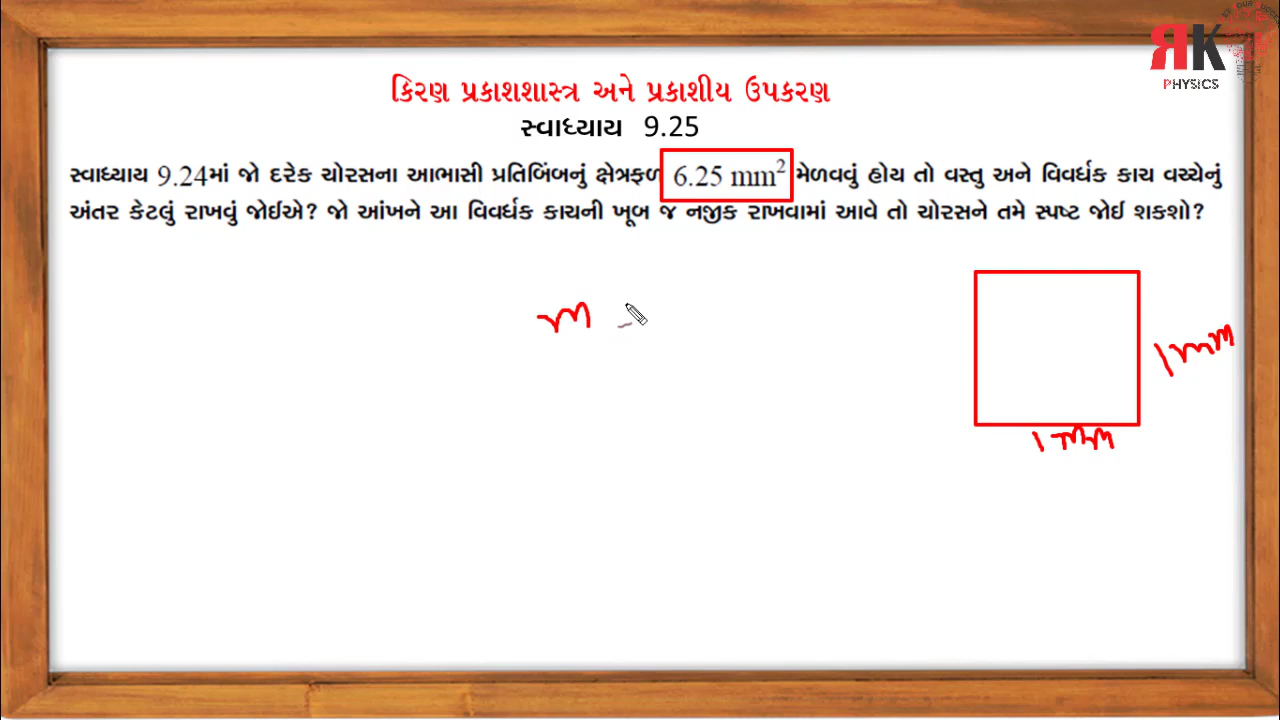 RK
PHYSICS
કિરણ પ્રકાશશાસ્ત્ર અને પ્રકાશીય ઉપકરણ
સ્વાધ્યાય 9.25
સ્વાધ્યાય 9.24માં જો દરેક ચોરસના આભાસી પ્રતિબિંબનું ક્ષેત્રફળ 6.25 mm² મેળવવું હોય તો વસ્તુ અને વિવર્ધક કાચ વચ્ચેનું
અંતર કેટલું રાખવું જોઈએ? જો આંખને આ વિવર્ધક કાચની ખૂબ જ નજીક રાખવામાં આવે તો ચોરસને તમે સ્પષ્ટ જોઈ શકશો?
m =
1mm
1mm